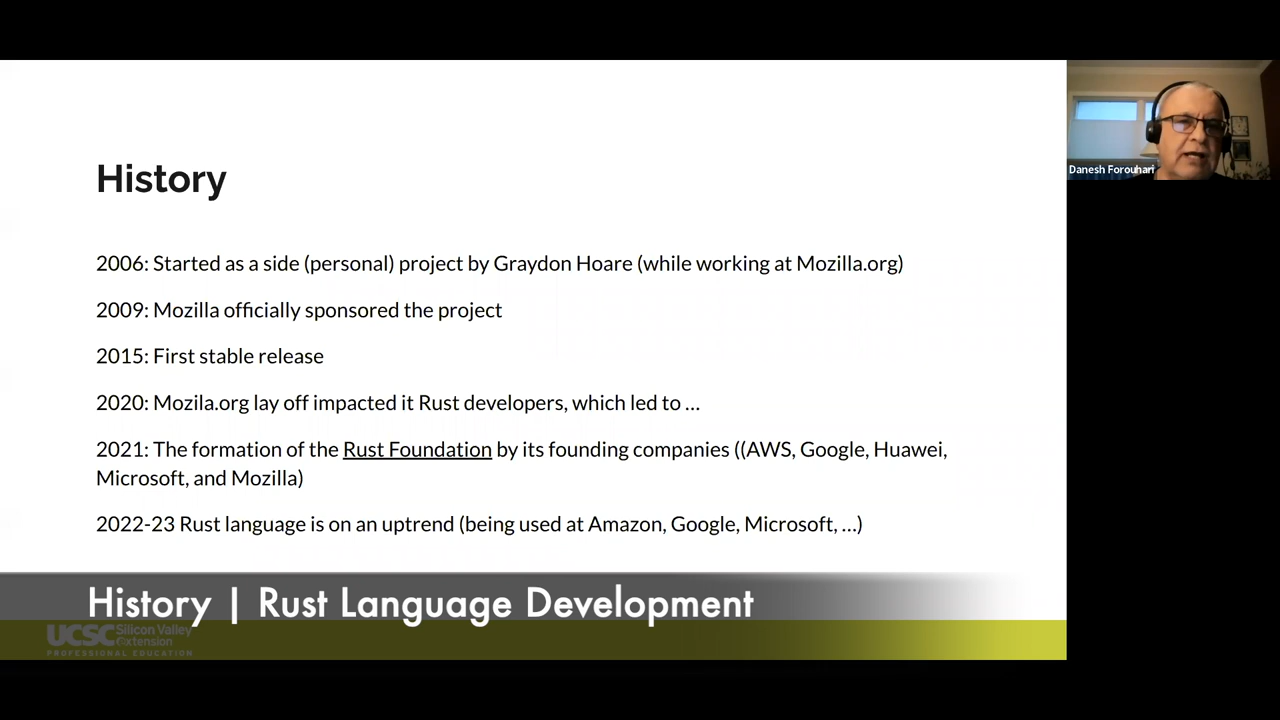 History
2006: Started as a side (personal) project by Graydon Hoare (while working at Mozilla.org)
2009: Mozilla officially sponsored the project
2015: First stable release
2020: Mozila.org lay off impacted it Rust developers, which led to ...
2021: The formation of the Rust Foundation by its founding companies ((AWS, Google, Huawei,
Microsoft, and Mozilla)
2022-23 Rust language is on an uptrend (being used at Amazon, Google, Microsoft, ...)
History | Rust Language Development
UCSC Silicon Valley
Extension
PROFESSIONAL EDUCATION
Danesh Forouhari